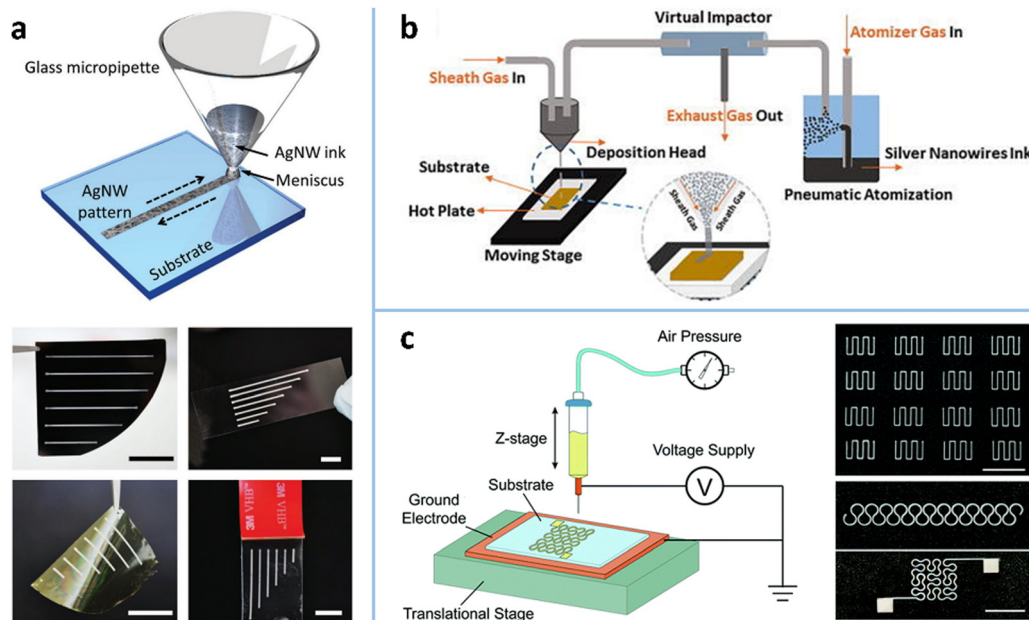 a
Glass micropipette
AgNW ink
Meniscus
AgNW
pattern
Substrate
3M VHB™
3M
b
Virtual Impactor
Atomizer Gas In
Sheath Gas In
Exhaust Gas Out
Deposition Head
Substrate
Silver Nanowires Ink
Hot Plate
Pneumatic Atomization
Sheath Gas
Sheath Gas
Moving Stage
c
Air Pressure
Z-stage
Voltage Supply
V
Substrate
Ground
Electrode
Translational Stage